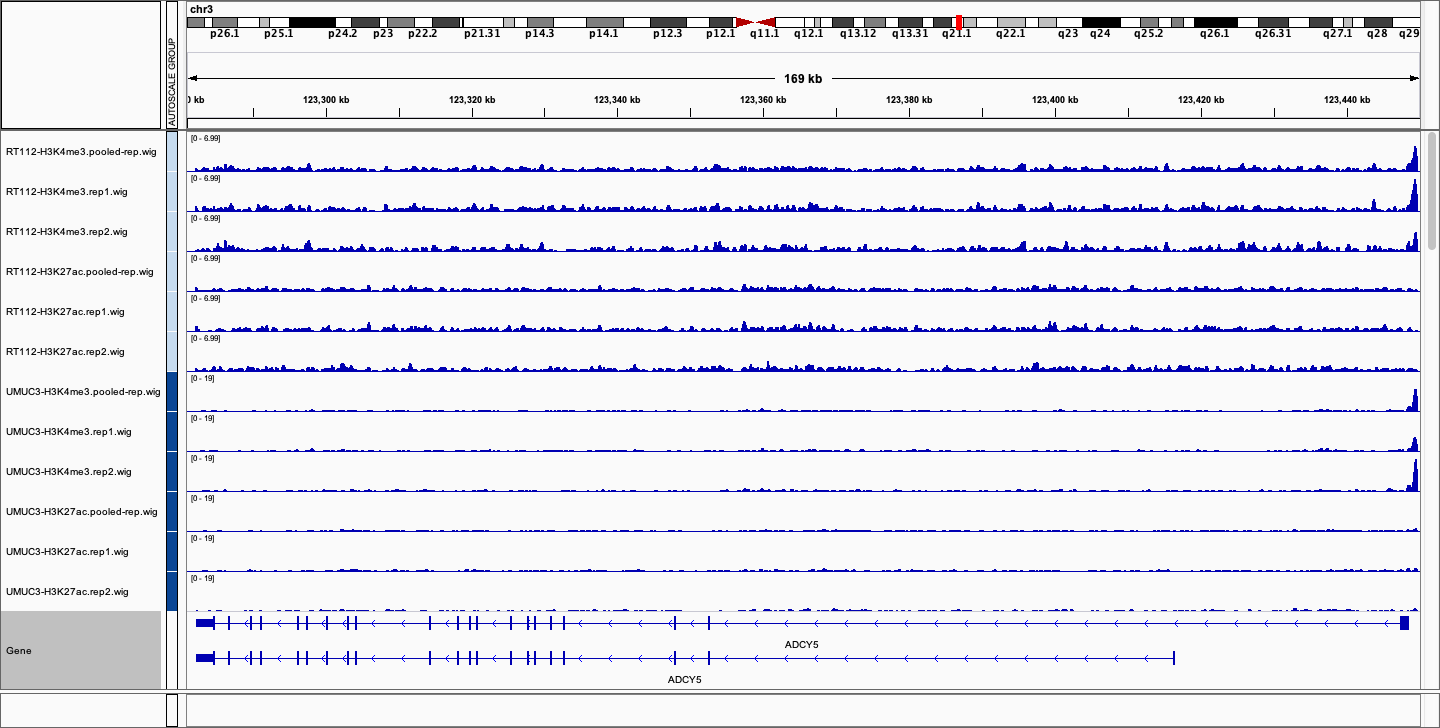 chr3
p26.1 p25.1 p24.2 p23 p22.2 p21.31 p14.3 p14.1 p12.3 p12.1 q11.1 q12.1 q13.12 q13.31 q21.1 q22.1 q23 q24 q25.2 q26.1 q26.31 q27.1 q28 q29
AUTOSCALE GROUP
169 kb
0 kb 123,300 kb 123,320 kb 123,340 kb 123,360 kb 123,380 kb 123,400 kb 123,420 kb 123,440 kb
[0 - 6.99]
RT112-H3K4me3.pooled-rep.wig
[0 - 6.99]
RT112-H3K4me3.rep1.wig
[0 - 6.99]
RT112-H3K4me3.rep2.wig
[0 - 6.99]
RT112-H3K27ac.pooled-rep.wig
[0 - 6.99]
RT112-H3K27ac.rep1.wig
[0 - 6.99]
RT112-H3K27ac.rep2.wig
[0 - 19]
UMUC3-H3K4me3.pooled-rep.wig
[0 - 19]
UMUC3-H3K4me3.rep1.wig
[0 - 19]
UMUC3-H3K4me3.rep2.wig
[0 - 19]
UMUC3-H3K27ac.pooled-rep.wig
[0 - 19]
UMUC3-H3K27ac.rep1.wig
[0 - 19]
UMUC3-H3K27ac.rep2.wig
ADCY5
Gene
ADCY5